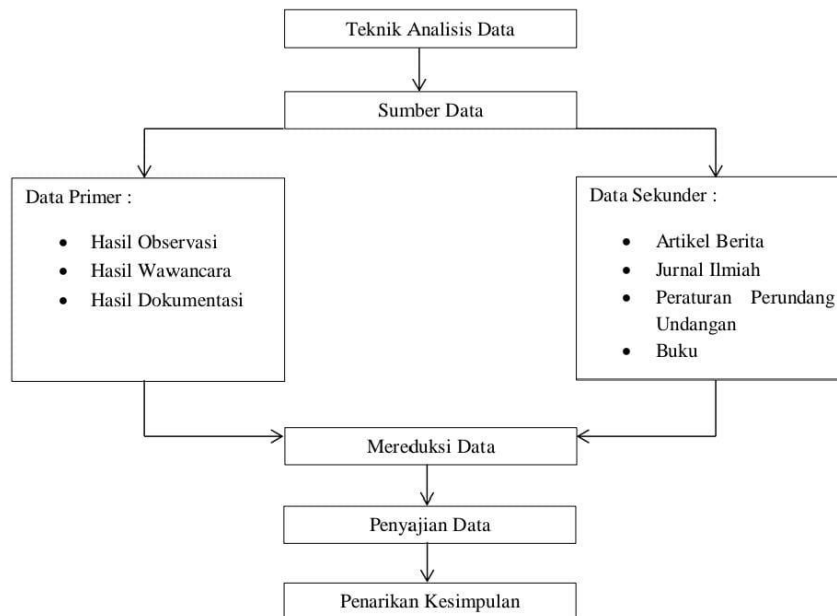 Teknik Analisis Data
Sumber Data
Data Primer :
• Hasil Observasi
• Hasil Wawancara
• Hasil Dokumentasi
Data Sekunder :
• Artikel Berita
• Jurnal Ilmiah
• Peraturan Perundang
Undangan
• Buku
Mereduksi Data
Penyajian Data
Penarikan Kesimpulan